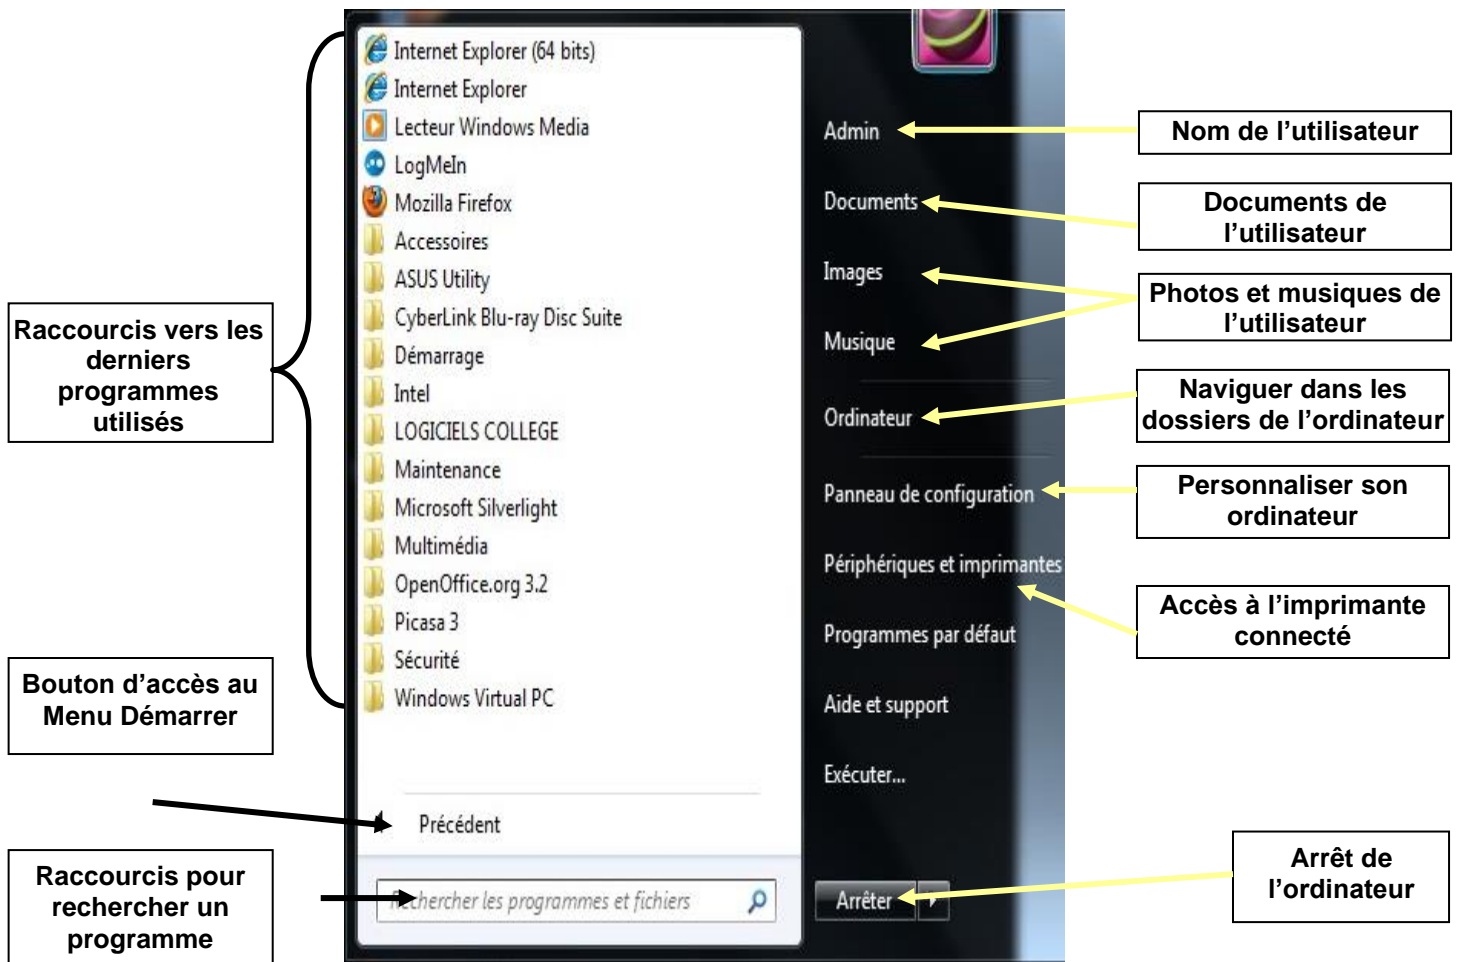 Raccourcis vers les
derniers
programmes
utilisés
Bouton d’accès au
Menu Démarrer
Raccourcis pour
rechercher un
programme
Internet Explorer (64 bits)
Internet Explorer
Lecteur Windows Media
LogMeIn
Mozilla Firefox
Accessoires
ASUS Utility
CyberLink Blu-ray Disc Suite
Démarrage
Intel
LOGICIELS COLLEGE
Maintenance
Microsoft Silverlight
Multimédia
OpenOffice.org 3.2
Picasa 3
Sécurité
Windows Virtual PC
Précédent
Rechercher les programmes et fichiers
Admin
Documents
Images
Musique
Ordinateur
Panneau de configuration
Périphériques et imprimantes
Programmes par défaut
Aide et support
Exécuter...
Arrêter
Nom de l’utilisateur
Documents de
l’utilisateur
Photos et musiques de
l’utilisateur
Naviguer dans les
dossiers de l’ordinateur
Personnaliser son
ordinateur
Accès à l’imprimante
connecté
Arrêt de
l’ordinateur